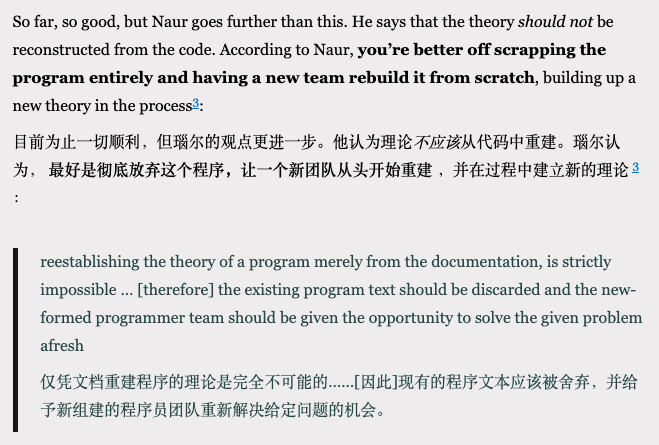 So far, so good, but Naur goes further than this. He says that the theory should not be
reconstructed from the code. According to Naur, you’re better off scrapping the
program entirely and having a new team rebuild it from scratch, building up a
new theory in the process3:
目前为止一切顺利，但瑙尔的观点更进一步。他认为理论不应该从代码中重建。瑙尔认
为， 最好是彻底放弃这个程序，让一个新团队从头开始重建 ，并在过程中建立新的理论 3
：
reestablishing the theory of a program merely from the documentation, is strictly
impossible … [therefore] the existing program text should be discarded and the new-
formed programmer team should be given the opportunity to solve the given problem
afresh
仅凭文档重建程序的理论是完全不可能的……[因此]现有的程序文本应该被舍弃，并给
予新组建的程序员团队重新解决给定问题的机会。